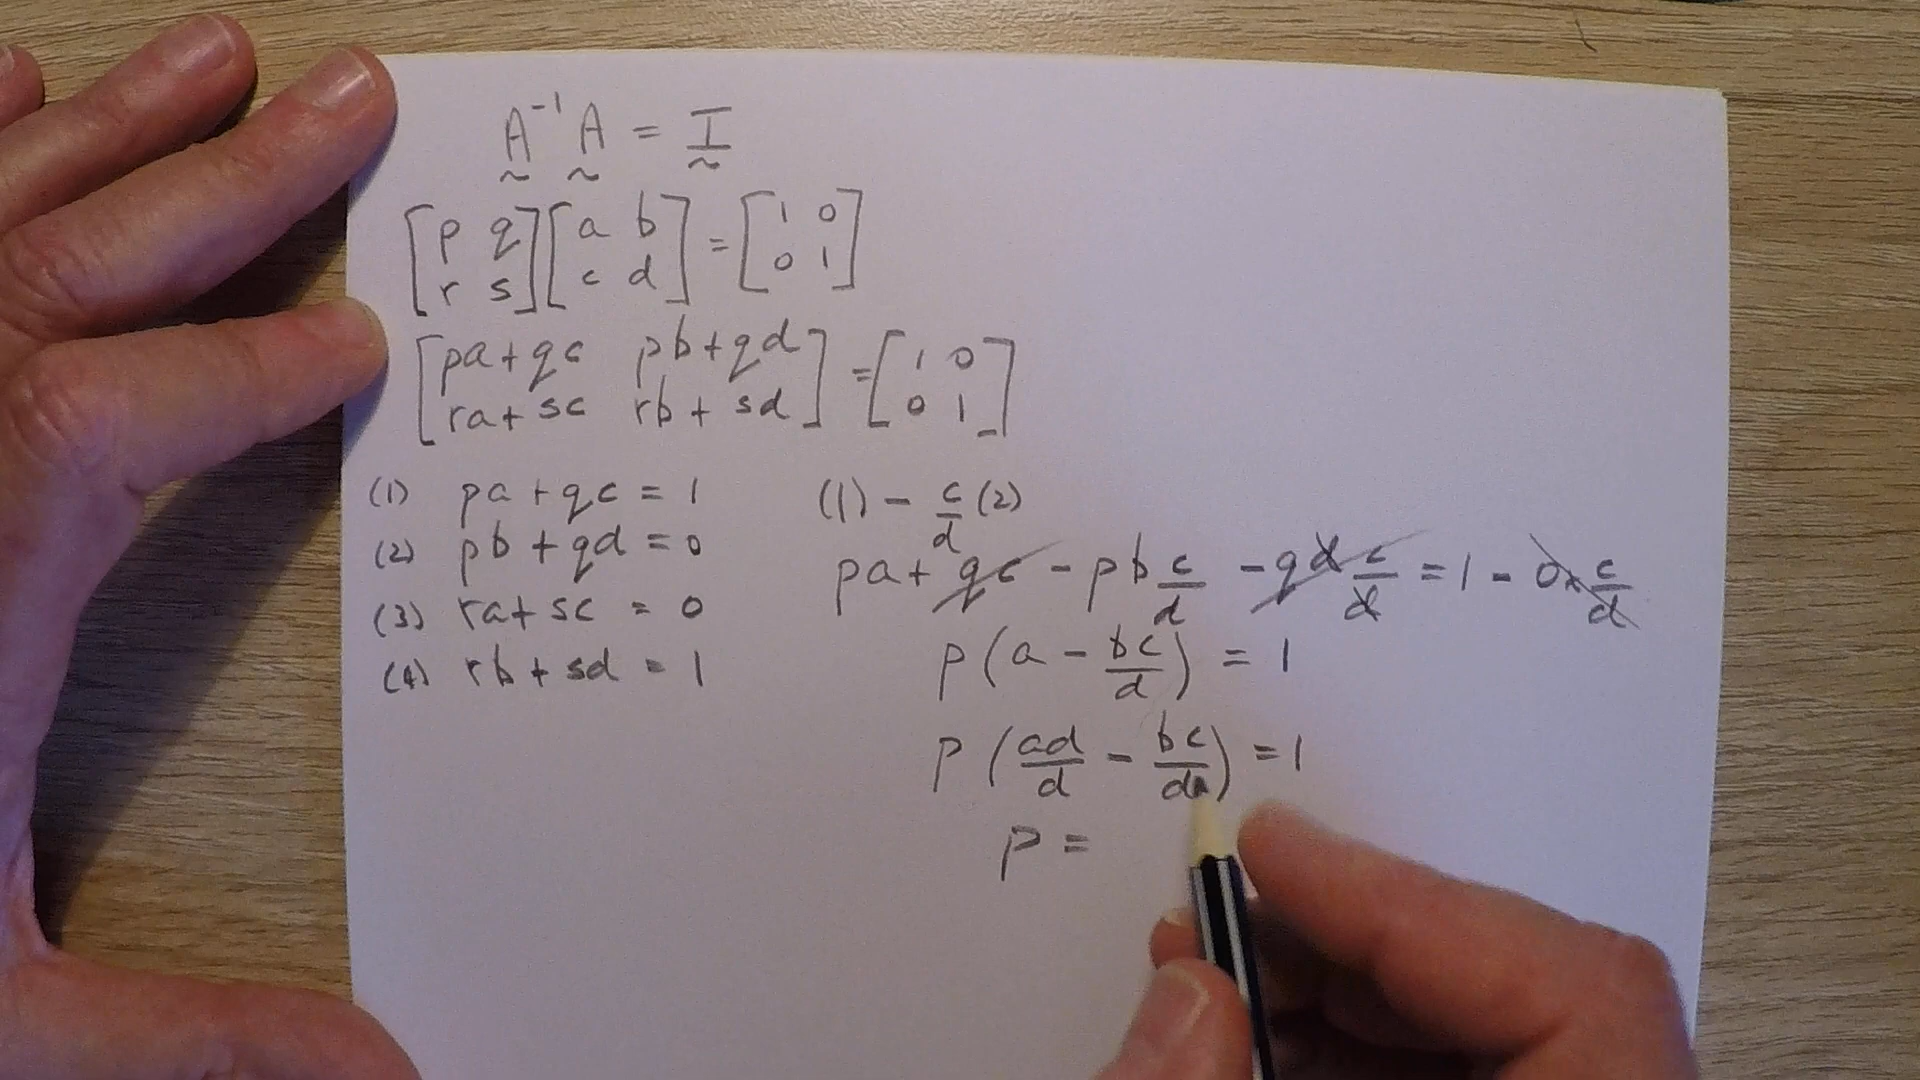 A⁻¹ A = I
[p q r s] [a b c d] = [1 0 0 1]
[pa+qc pb+qd
ra+sc rb+sd] = [1 0 0 1]
(1) pa + qc = 1
(2) pb + qd = 0
(3) ra + sc = 0
(4) rb + sd = 1
(1) - c/d (2)
pa + qc - pb c/d - qd c/d = 1 - 0 x c/d
p(a - bc/d) = 1
p(ad/d - bc/d) = 1
p =